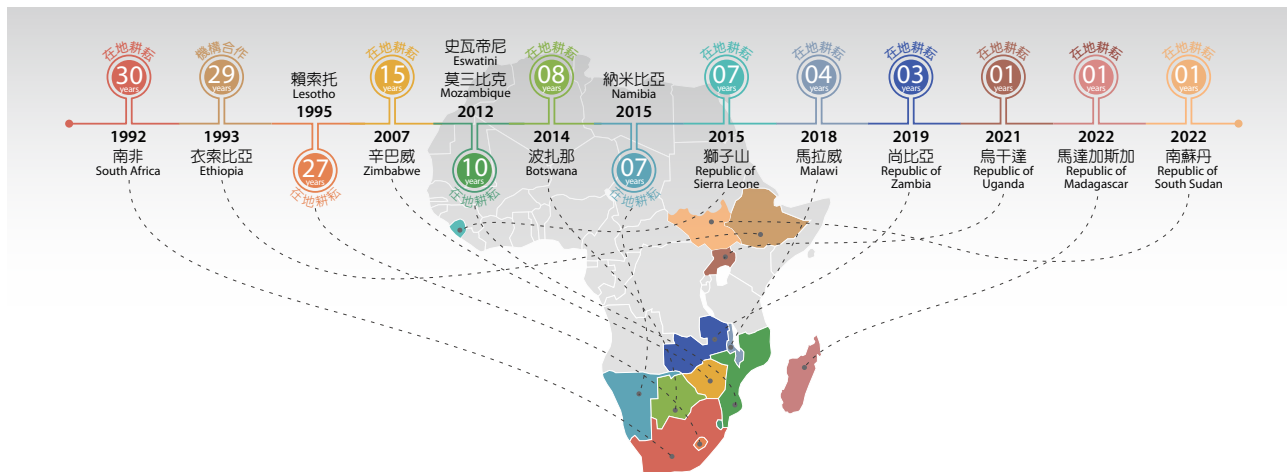 在地耕耘
30
years
1992
南非
South Africa
機構合作
29
years
1993
衣索比亞
Ethiopia
賴索托
Lesotho
1995
27
years
在地耕耘
在地耕耘
15
years
2007
辛巴威
Zimbabwe
史瓦帝尼
Eswatini
莫三比克
Mozambique
2012
10
years
在地耕耘
在地耕耘
08
years
2014
波扎那
Botswana
納米比亞
Namibia
2015
07
years
在地耕耘
在地耕耘
07
years
2015
獅子山
Republic of
Sierra Leone
在地耕耘
04
years
2018
馬拉威
Malawi
在地耕耘
03
years
2019
尚比亞
Republic of
Zambia
在地耕耘
01
years
2021
烏干達
Republic of
Uganda
在地耕耘
01
years
2022
馬達加斯加
Republic of
Madagascar
在地耕耘
01
years
2022
南蘇丹
Republic of
South Sudan